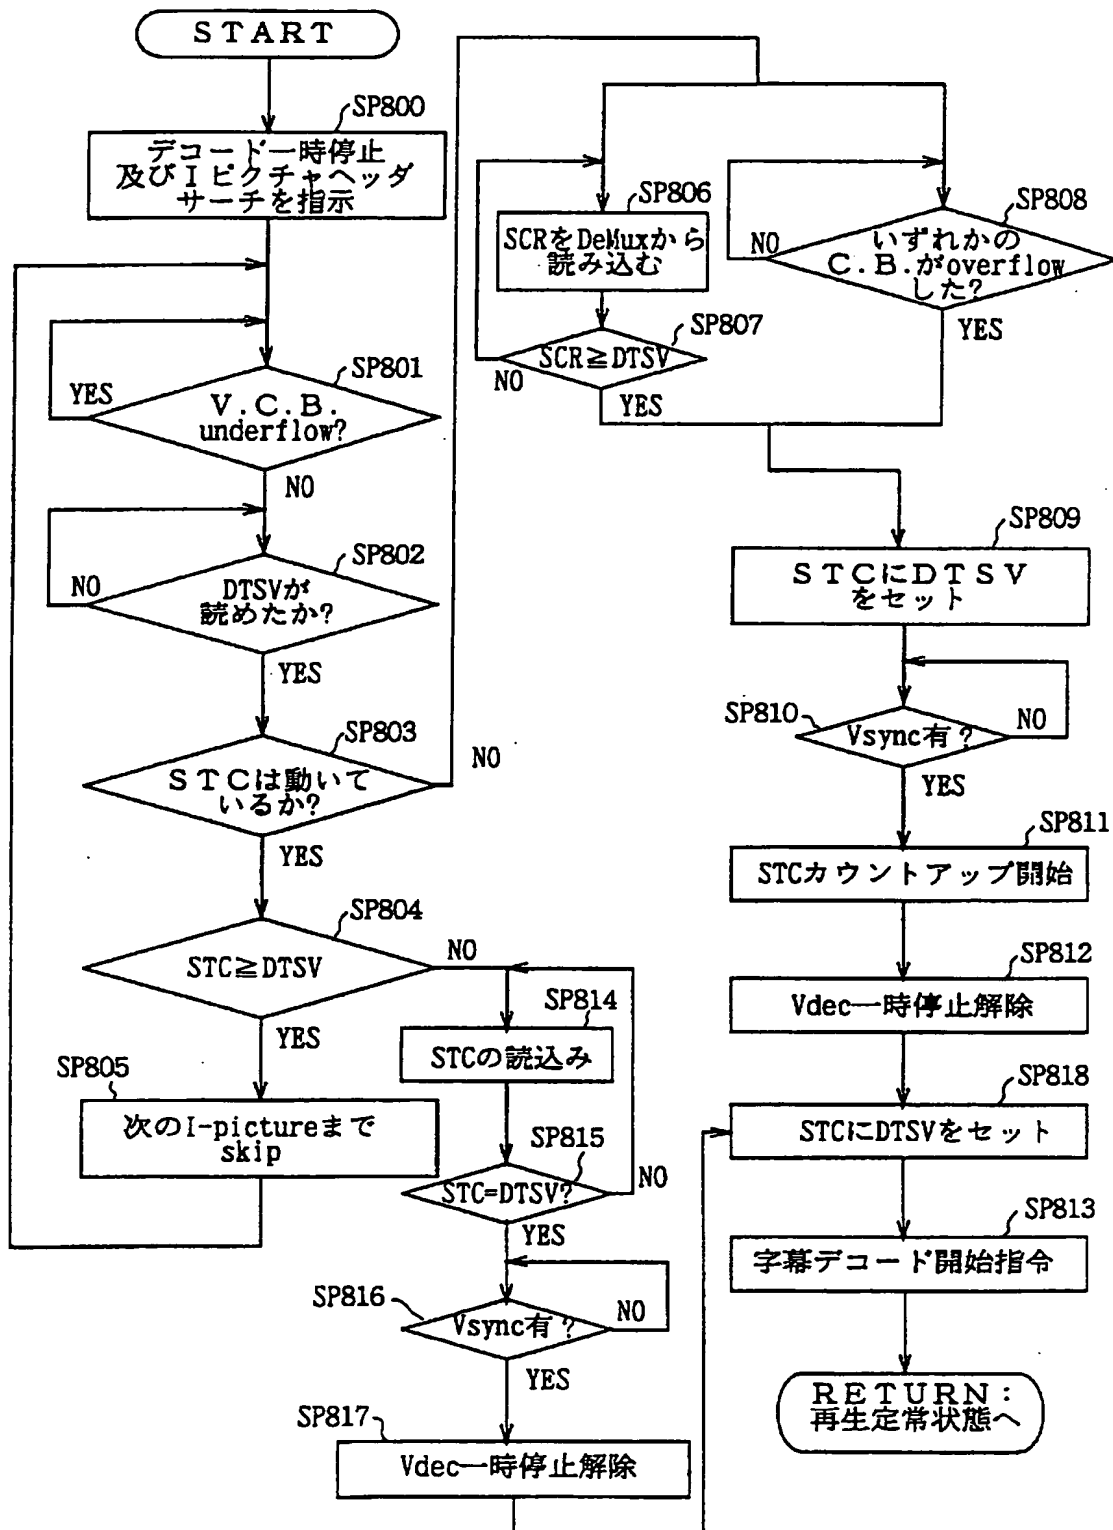 START
SP800
デコード一時停止
及びIピクチャヘッダ
サーチを指示
SP801
YES
V.C.B.
underflow?
NO
SP802
NO
DTSVが
読めたか?
YES
SP803
NO
STCは動いて
いるか?
YES
SP804
NO
STC≧DTSV
YES
SP805
次のI-pictureまで
skip
SP814
STCの読込み
SP815
STC=DTSV?
NO
YES
SP816
Vsync有?
NO
YES
SP817
Vdec一時停止解除
SP806
SCRをDeMuxから
読み込む
SP807
SCR≧DTSV
NO
YES
SP808
NO
いずれかの
C.B.がoverflow
した?
YES
SP809
STCにDTSV
をセット
SP810
Vsync有?
NO
YES
SP811
STCカウントアップ開始
SP812
Vdec一時停止解除
SP818
STCにDTSVをセット
SP813
字幕デコード開始指令
RETURN:
再生定常状態へ